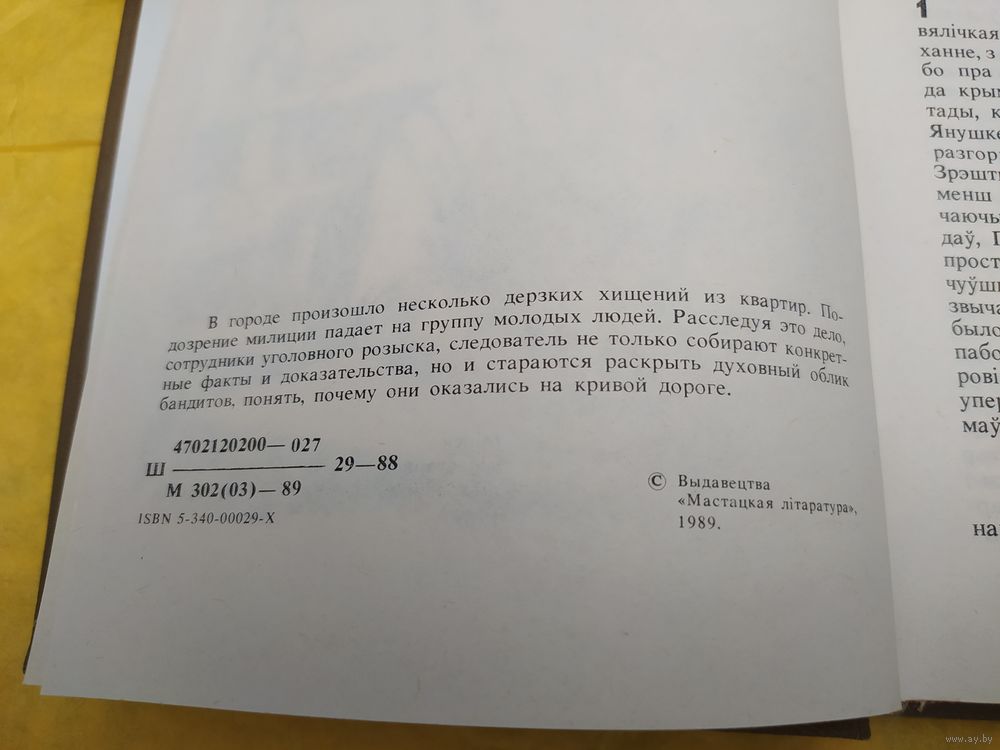 В городе произошло несколько дерзких хищений из квартир. По-
дозрение милиции падает на группу молодых людей. Расследуя это дело,
сотрудники уголовного розыска, следователь не только собирают конкрет-
ные факты и доказательства, но и стараются раскрыть духовный облик
бандитов, понять, почему они оказались на кривой дороге.
4702120200— 027
Ш ————— 29—88
М 302(03)— 89
ISBN 5-340-00029-X
© Выдавецтва
«Мастацкая літаратура»,
1989.
1
вялічкая
ханне, з
бо пра
да кры
тады, к
Янушке
разгор
Зрэшт
менш
чаючы
даў, П
прост
чуўш
звыча
было
пабо
рові
упер
маў
на
www.ay.by